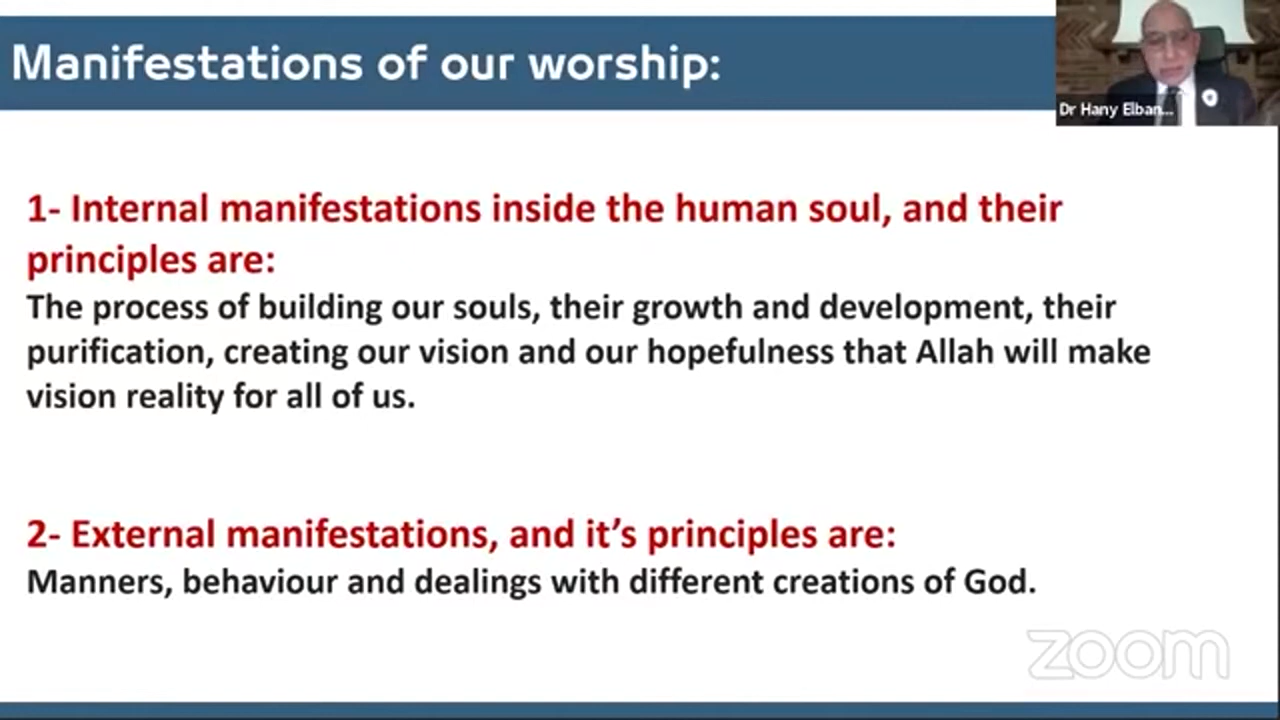 Manifestations of our worship:
Dr Hany Elban...
1- Internal manifestations inside the human soul, and their
principles are:
The process of building our souls, their growth and development, their
purification, creating our vision and our hopefulness that Allah will make
vision reality for all of us.
2- External manifestations, and it’s principles are:
Manners, behaviour and dealings with different creations of God.
zoom